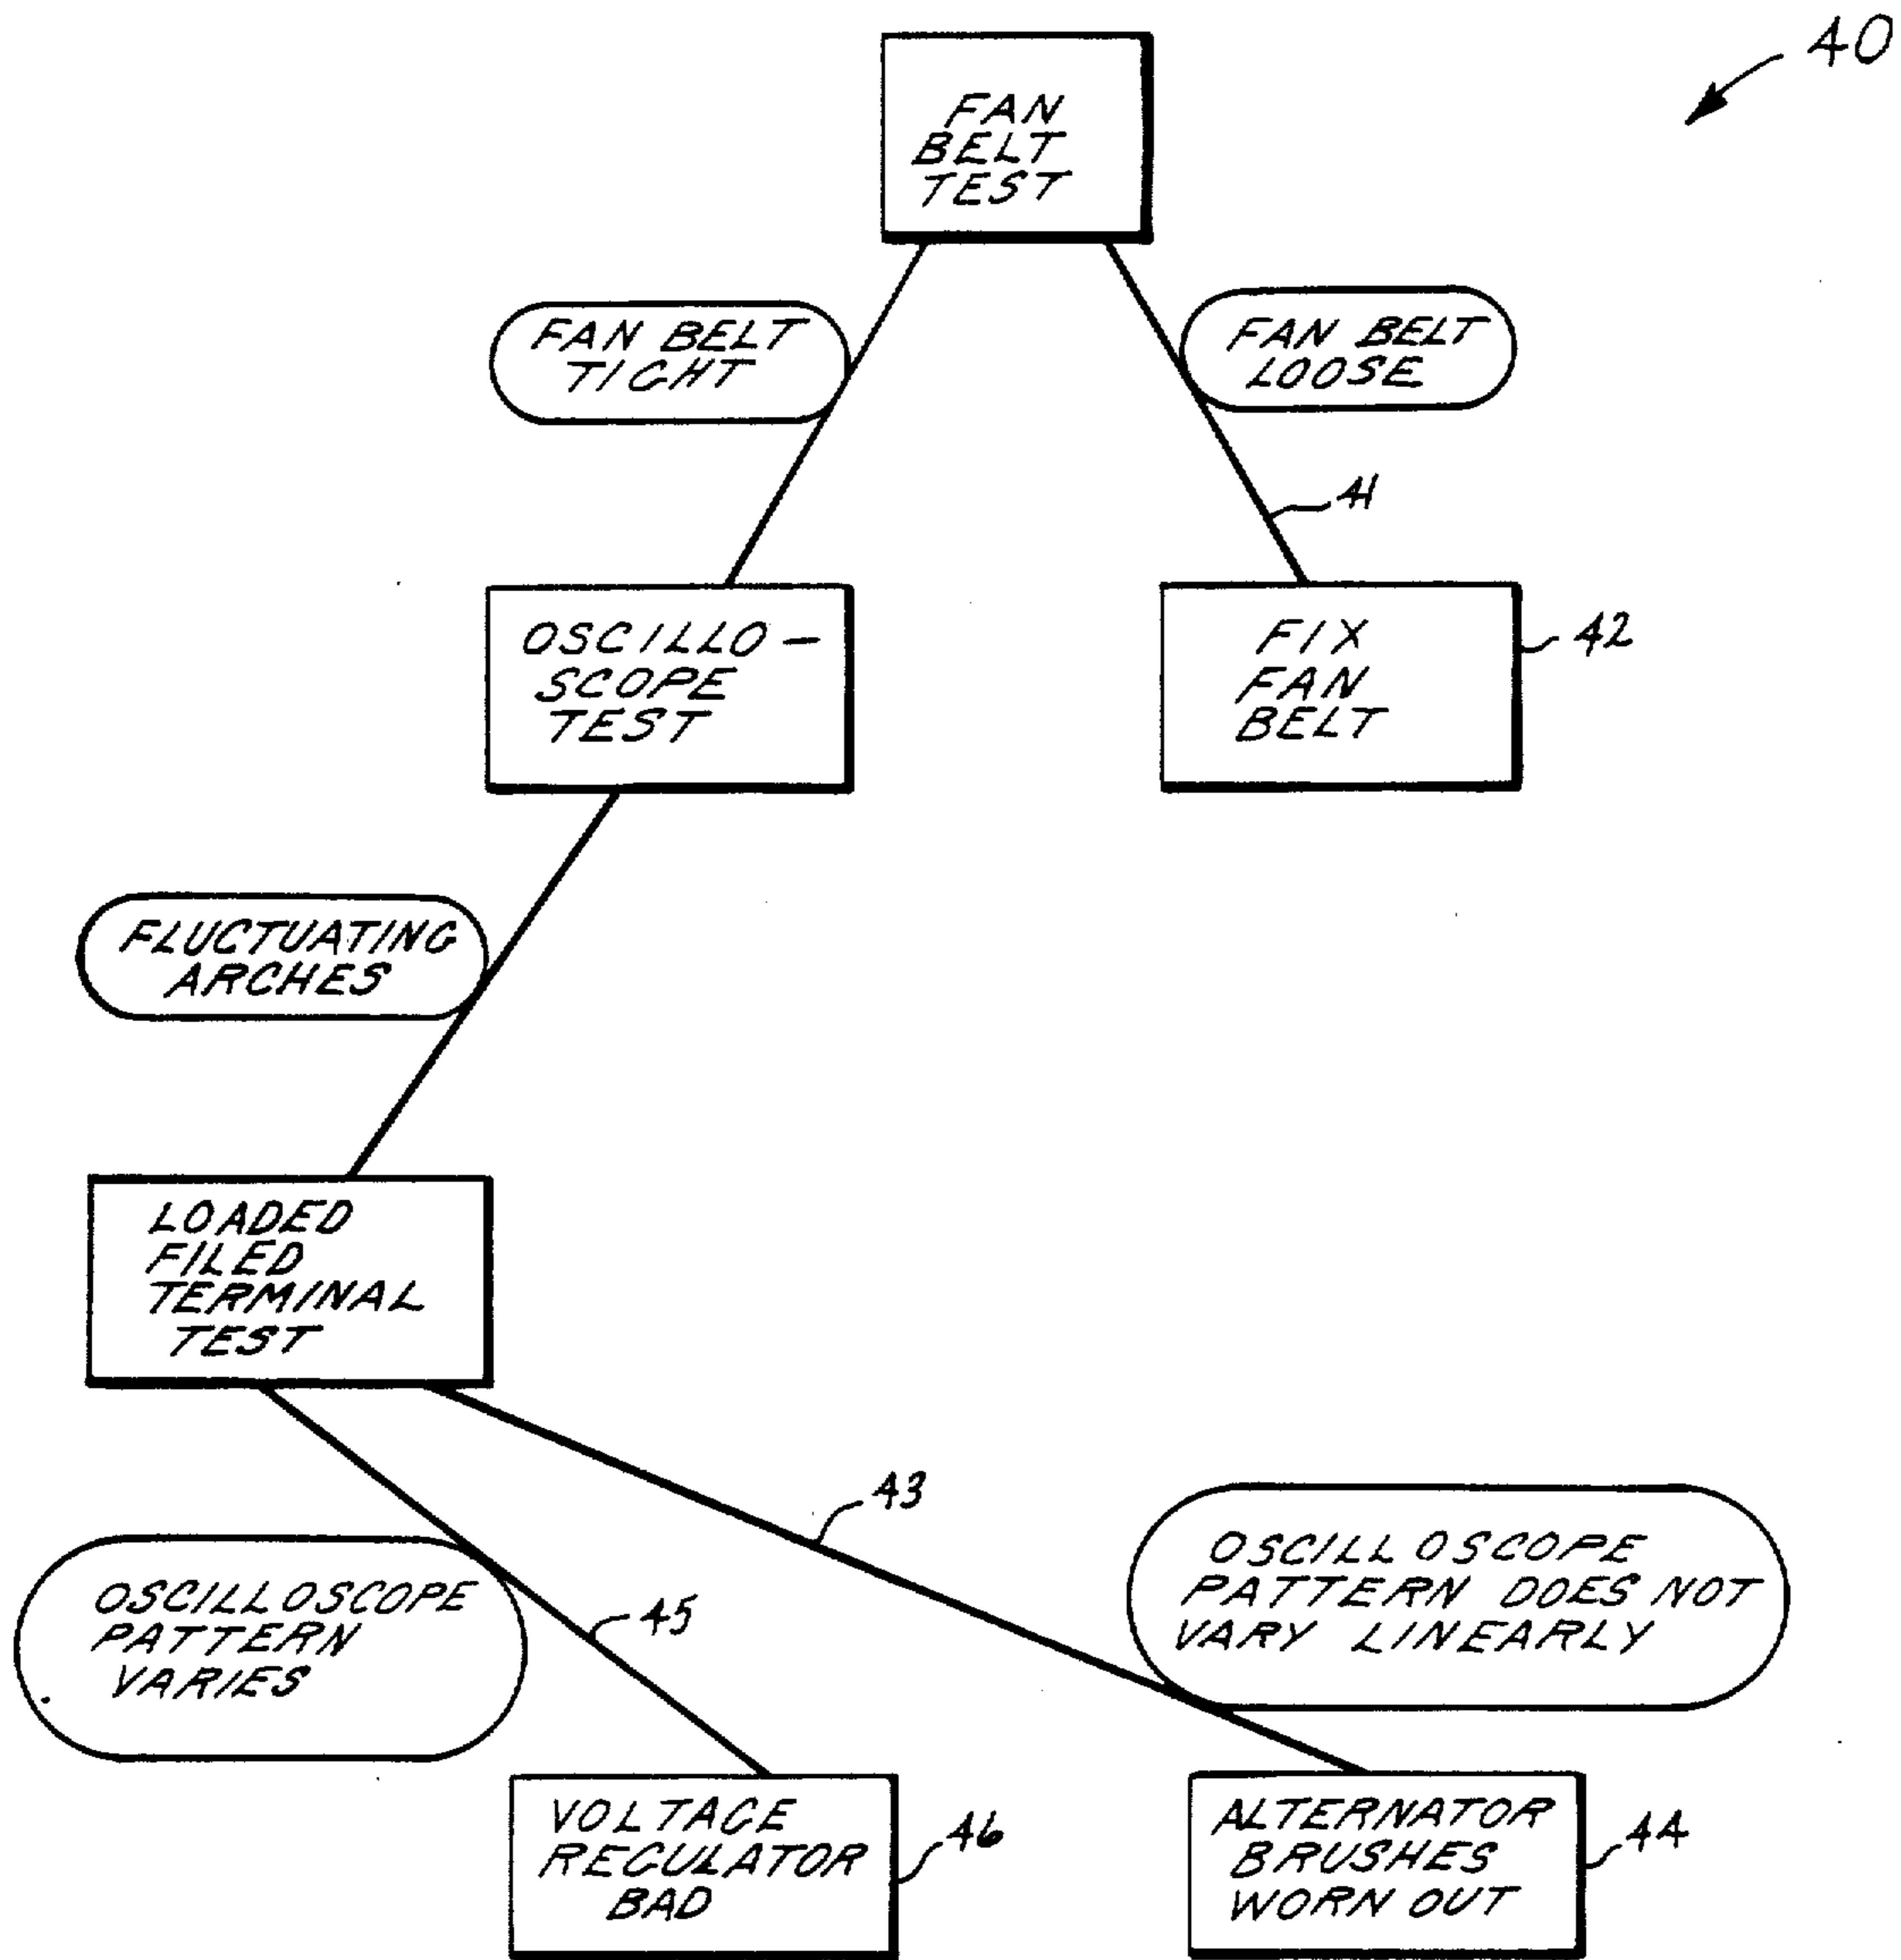 40
FAN
BELT
TEST
FAN BELT
TIGHT
FAN BELT
LOOSE
41
OSCILLO-
SCOPE
TEST
FIX
FAN
BELT
42
FLUCTUATING
ARCHES
LOADED
FILED
TERMINAL
TEST
43
OSCILLOSCOPE
PATTERN DOES NOT
VARY LINEARLY
OSCILLOSCOPE
PATTERN
VARIES
45
VOLTAGE
REGULATOR
BAD
46
ALTERNATOR
BRUSHES
WORN OUT
44